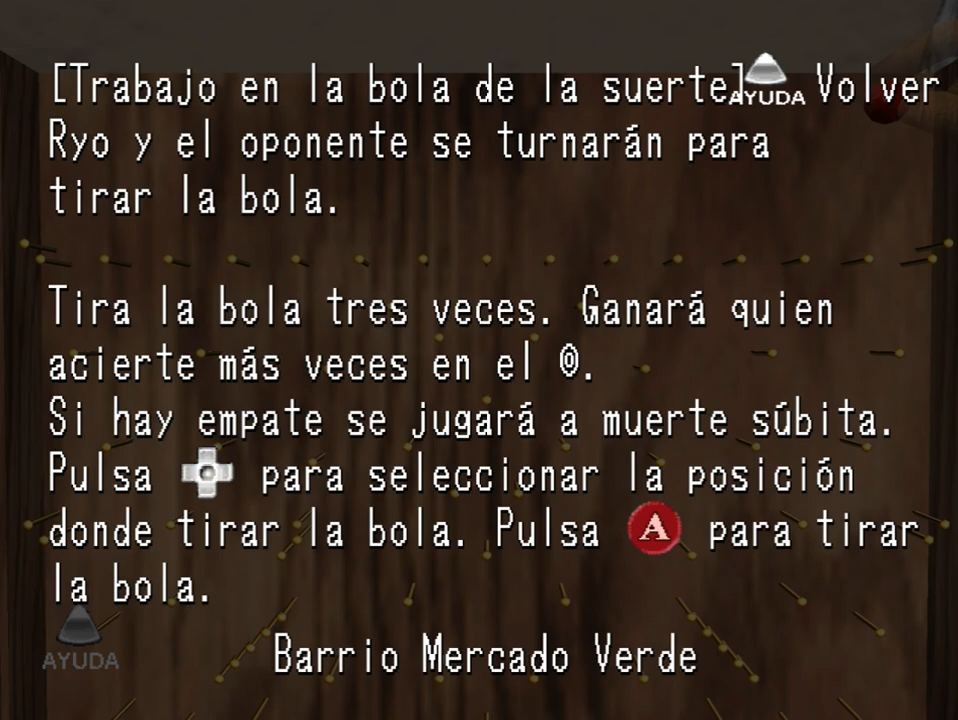 [Trabajo en la bola de la suerte] AYUDA Volver
Ryo y el oponente se turnarán para
tirar la bola.
Tira la bola tres veces. Ganará quien
acierte más veces en el ◎.
Si hay empate se jugará a muerte súbita.
Pulsa para seleccionar la posición
donde tirar la bola. Pulsa A para tirar
la bola.
AYUDA
Barrio Mercado Verde